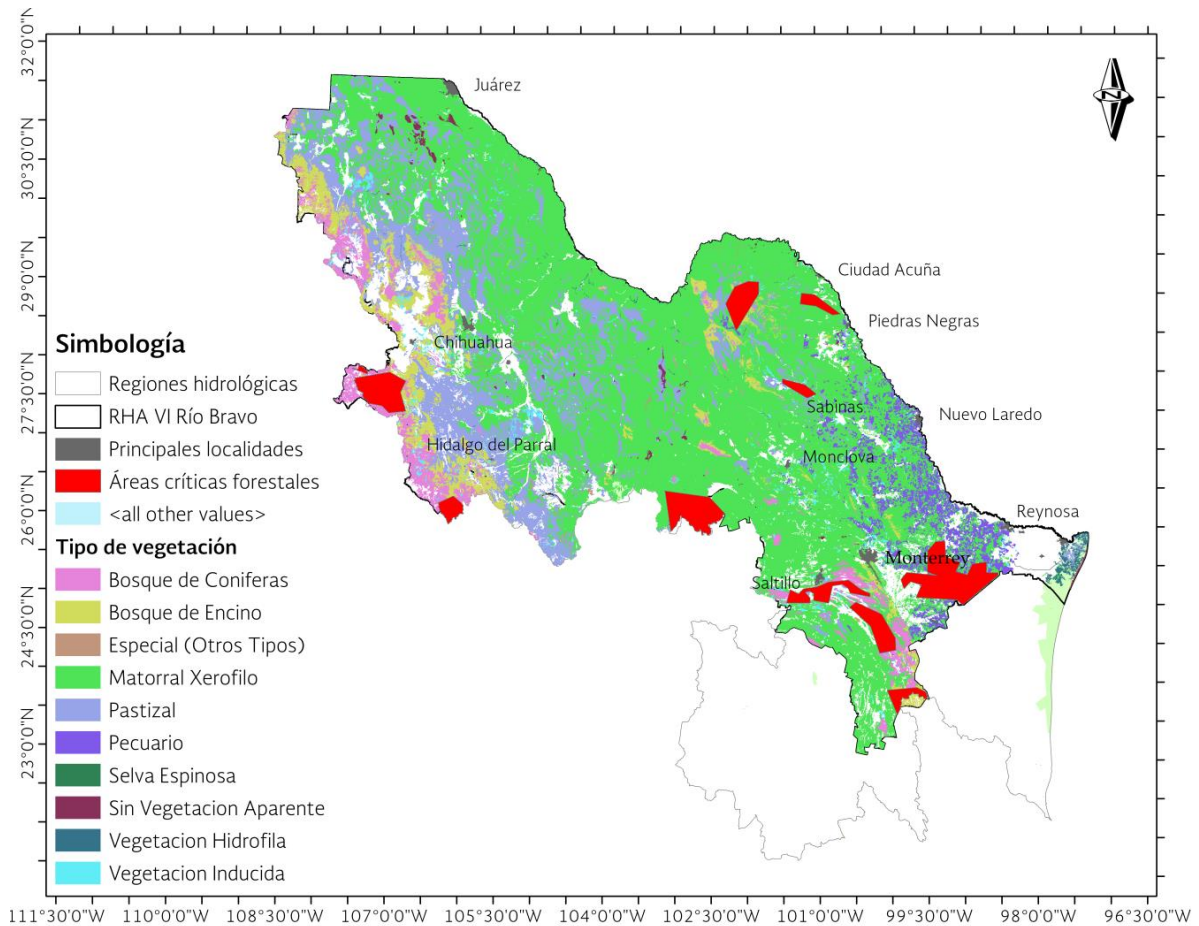 32°0'0"N
30°30'0"N
29°0'0"N
27°30'0"N
26°0'0"N
24°30'0"N
23°0'0"N
N
Juárez
Ciudad Acuña
Piedras Negras
Chihuahua
Sabinas
Nuevo Laredo
Hidalgo del Parral
Monclova
Reynosa
Monterrey
Saltillo
Simbología
Regiones hidrológicas
RHA VI Río Bravo
Principales localidades
Áreas críticas forestales
<all other values>
Tipo de vegetación
Bosque de Coniferas
Bosque de Encino
Especial (Otros Tipos)
Matorral Xerofilo
Pastizal
Pecuario
Selva Espinosa
Sin Vegetacion Aparente
Vegetacion Hidrofila
Vegetacion Inducida
111°30'0"W 110°0'0"W 108°30'0"W 107°0'0"W 105°30'0"W 104°0'0"W 102°30'0"W 101°0'0"W 99°30'0"W 98°0'0"W 96°30'0"W